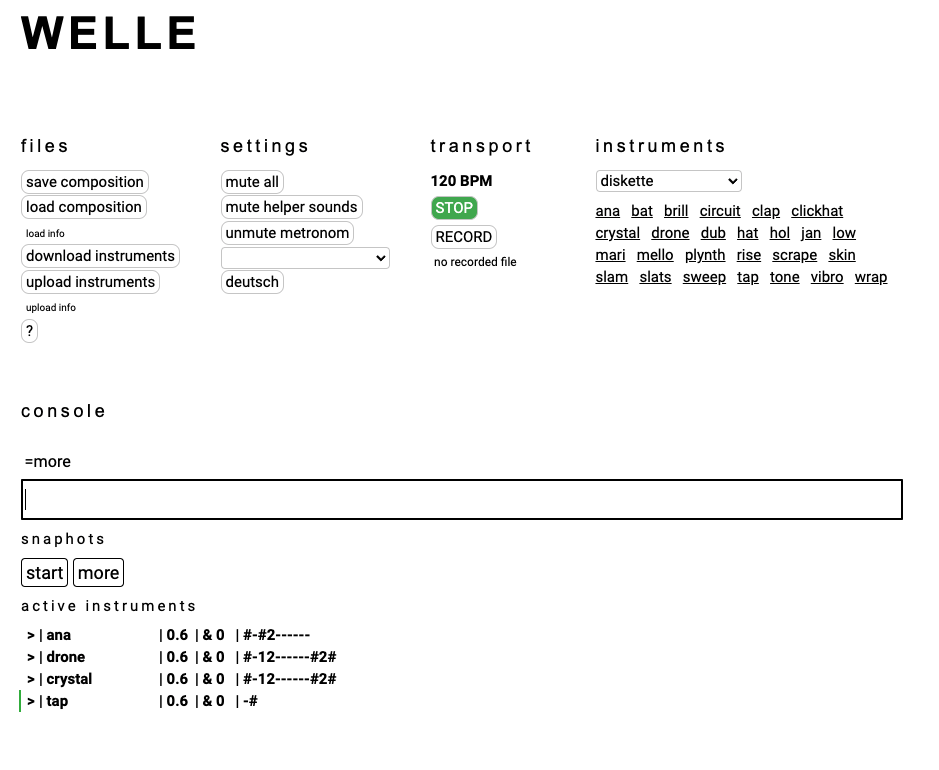 WELLE
files
save composition
load composition
load info
download instruments
upload instruments
upload info
?
settings
mute all
mute helper sounds
unmute metronom
deutsch
transport
120 BPM
STOP
RECORD
no recorded file
instruments
diskette
ana bat brill circuit clap clickhat
crystal drone dub hat hol jan low
mari mello plynth rise scrape skin
slam slats sweep tap tone vibro wrap
console
=more
snaphots
start more
active instruments
> | ana | 0.6 | & 0 | #-#2------
> | drone | 0.6 | & 0 | #-12------#2#
> | crystal | 0.6 | & 0 | #-12------#2#
> | tap | 0.6 | & 0 | -#